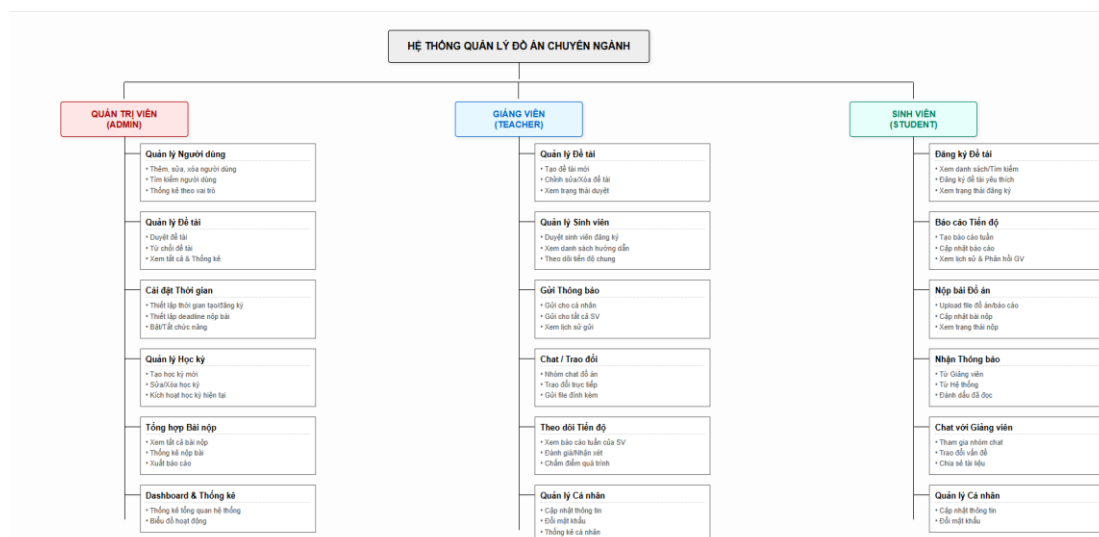 HỆ THỐNG QUẢN LÝ ĐỒ ÁN CHUYÊN NGÀNH
QUẢN TRỊ VIÊN
(ADMIN)
Quản lý Người dùng
• Thêm, sửa, xóa người dùng
• Tìm kiếm người dùng
• Thống kê theo vai trò
Quản lý Đề tài
• Duyệt đề tài
• Từ chối đề tài
• Xem tất cả & Thống kê
Cài đặt Thời gian
• Thiết lập thời gian tạo/đăng ký
• Thiết lập deadline nộp bài
• Bật/Tắt chức năng
Quản lý Học kỳ
• Tạo học kỳ mới
• Sửa/Xóa học kỳ
• Kích hoạt học kỳ hiện tại
Tổng hợp Bài nộp
• Xem tất cả bài nộp
• Thống kê nộp bài
• Xuất báo cáo
Dashboard & Thống kê
• Thống kê tổng quan hệ thống
• Biểu đồ hoạt động
GIẢNG VIÊN
(TEACHER)
Quản lý Đề tài
• Tạo đề tài mới
• Chỉnh sửa/Xóa đề tài
• Xem trạng thái duyệt
Quản lý Sinh viên
• Duyệt sinh viên đăng ký
• Xem danh sách hướng dẫn
• Theo dõi tiến độ chung
Gửi Thông báo
• Gửi cho cá nhân
• Gửi cho tất cả SV
• Xem lịch sử gửi
Chat / Trao đổi
• Nhóm chat đồ án
• Trao đổi trực tiếp
• Gửi file đính kèm
Theo dõi Tiến độ
• Xem báo cáo tuần của SV
• Đánh giá/Nhận xét
• Chấm điểm quá trình
Quản lý Cá nhân
• Cập nhật thông tin
• Đổi mật khẩu
• Thống kê cá nhân
SINH VIÊN
(STUDENT)
Đăng ký Đề tài
• Xem danh sách/Tìm kiếm
• Đăng ký đề tài yêu thích
• Xem trạng thái đăng ký
Báo cáo Tiến độ
• Tạo báo cáo tuần
• Cập nhật báo cáo
• Xem lịch sử & Phản hồi GV
Nộp bài Đồ án
• Upload file đồ án/báo cáo
• Cập nhật bài nộp
• Xem trạng thái nộp
Nhận Thông báo
• Từ Giảng viên
• Từ Hệ thống
• Đánh dấu đã đọc
Chat với Giảng viên
• Tham gia nhóm chat
• Trao đổi vấn đề
• Chia sẻ tài liệu
Quản lý Cá nhân
• Cập nhật thông tin
• Đổi mật khẩu